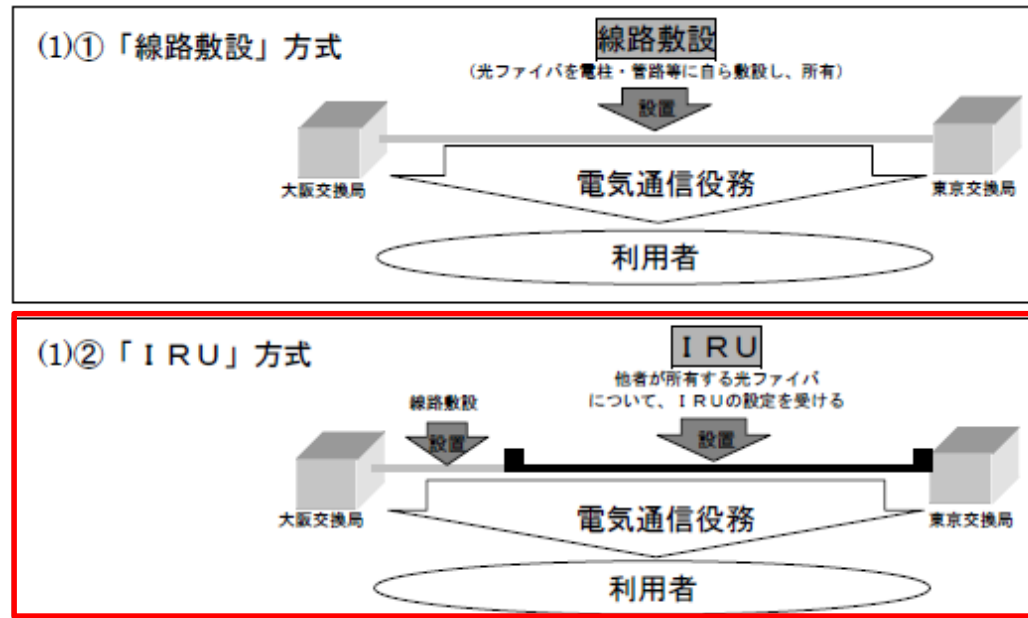 (1)①「線路敷設」方式
線路敷設
(光ファイバを電柱・管路等に自ら敷設し、所有)
設置
大阪交換局
東京交換局
電気通信役務
利用者
(1)②「ＩＲＵ」方式
ＩＲＵ
他者が所有する光ファイバ
について、ＩＲＵの設定を受ける
線路敷設
設置
設置
大阪交換局
東京交換局
電気通信役務
利用者